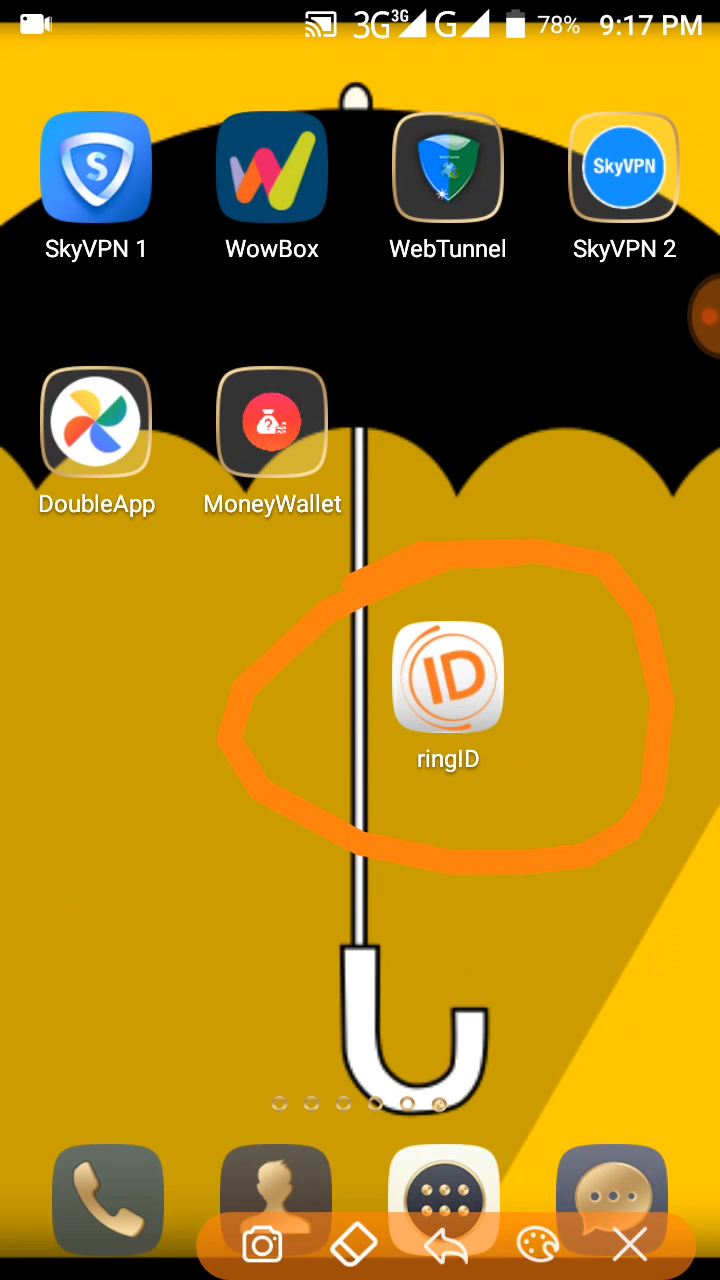 3G 3G G 78% 9:17 PM
S
SkyVPN
SkyVPN 1 WowBox WebTunnel SkyVPN 2
?
DoubleApp MoneyWallet
ID
ringID